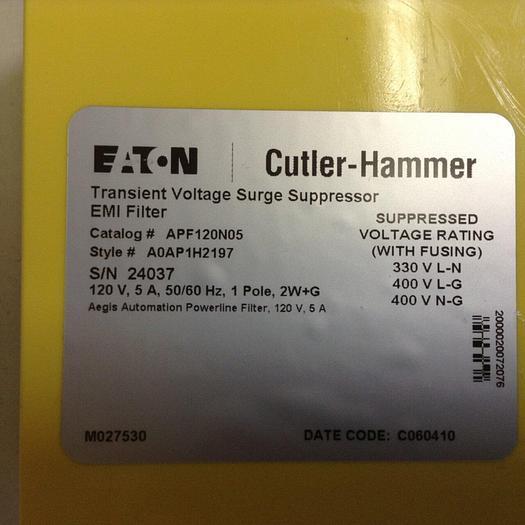 EATON Cutler-Hammer
Transient Voltage Surge Suppressor
EMI Filter
Catalog # APF120N05
Style # A0AP1H2197
S/N 24037
120 V, 5 A, 50/60 Hz, 1 Pole, 2W+G
Aegis Automation Powerline Filter, 120 V, 5 A
SUPPRESSED
VOLTAGE RATING
(WITH FUSING)
330 V L-N
400 V L-G
400 V N-G
2000020072076
M027530
DATE CODE: C060410